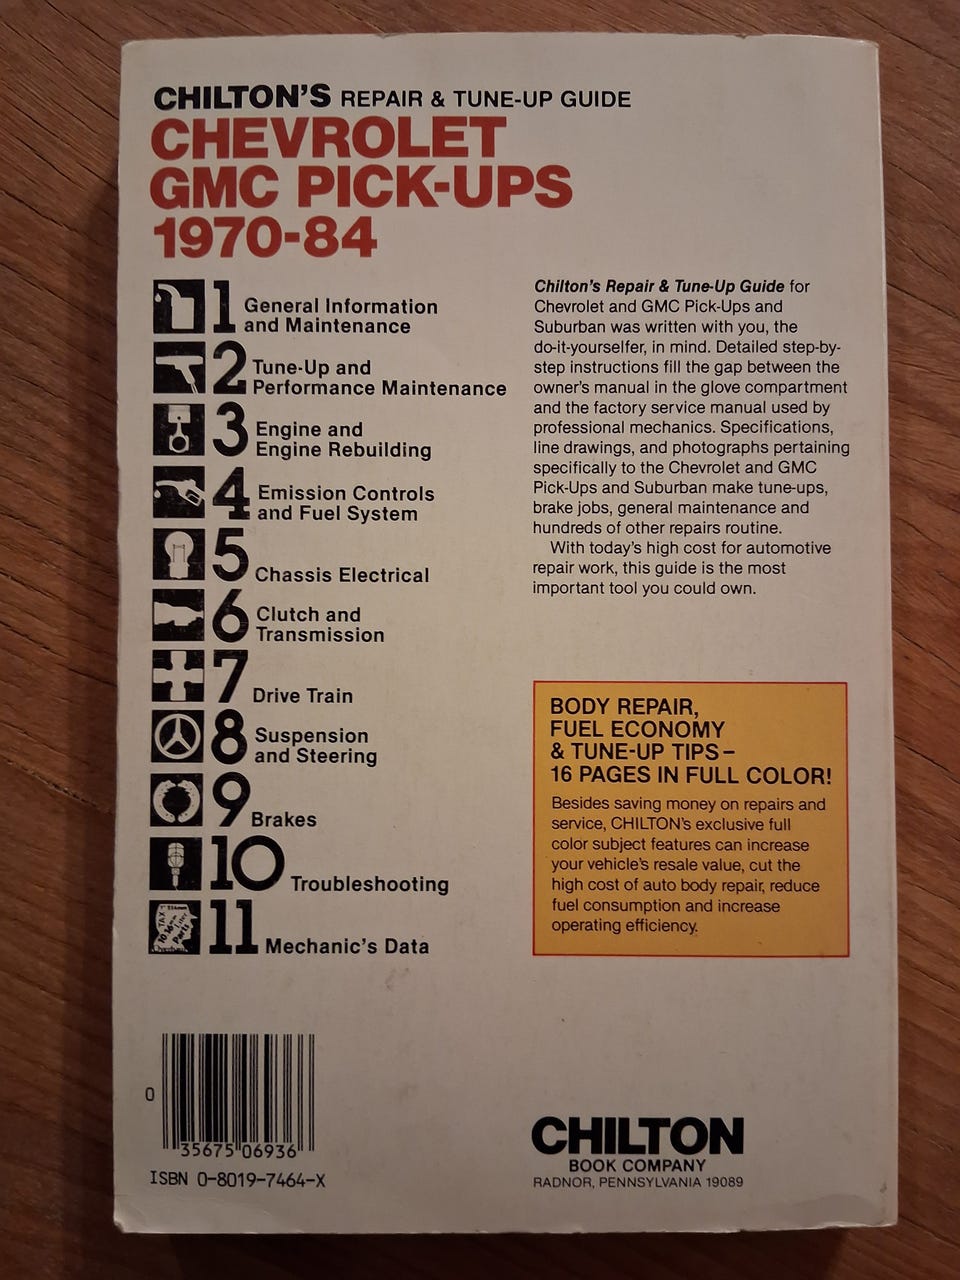 CHILTON'S REPAIR & TUNE-UP GUIDE
CHEVROLET
GMC PICK-UPS
1970-84
1 General Information
and Maintenance
2 Tune-Up and
Performance Maintenance
3 Engine and
Engine Rebuilding
4 Emission Controls
and Fuel System
5 Chassis Electrical
6 Clutch and
Transmission
7 Drive Train
8 Suspension
and Steering
9 Brakes
10 Troubleshooting
11 Mechanic's Data
Chilton's Repair & Tune-Up Guide for
Chevrolet and GMC Pick-Ups and
Suburban was written with you, the
do-it-yourselfer, in mind. Detailed step-by-
step instructions fill the gap between the
owner's manual in the glove compartment
and the factory service manual used by
professional mechanics. Specifications,
line drawings, and photographs pertaining
specifically to the Chevrolet and GMC
Pick-Ups and Suburban make tune-ups,
brake jobs, general maintenance and
hundreds of other repairs routine.
With today's high cost for automotive
repair work, this guide is the most
important tool you could own.
BODY REPAIR,
FUEL ECONOMY
& TUNE-UP TIPS–
16 PAGES IN FULL COLOR!
Besides saving money on repairs and
service, CHILTON's exclusive full
color subject features can increase
your vehicle's resale value, cut the
high cost of auto body repair, reduce
fuel consumption and increase
operating efficiency.
0
35675 06936
ISBN 0-8019-7464-X
CHILTON
BOOK COMPANY
RADNOR, PENNSYLVANIA 19089